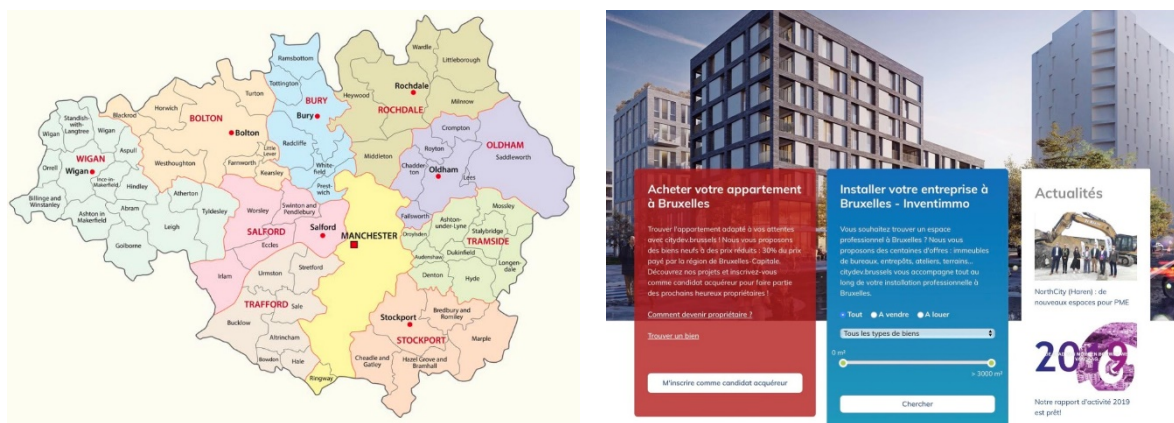 Ramsbottom
Tottington
BURY
Bury
Radcliffe
White-
field
Prest-
wich
Wardle
Littleborough
Rochdale
Heywood
ROCHDALE
Milnrow
Middleton
Turton
Horwich
Blackrod
BOLTON
Bolton
Little
Lever
Westhoughton
Farnworth
Kearsley
Standish-
with-
Langtree
Wigan
Wigan
Aspull
WIGAN
Orrell
Wigan
Ince-in-
Makerfield
Hindley
Billinge and
Winstanley
Ashton in
Makerfield
Abram
Golborne
Leigh
Atherton
Tyldesley
Crompton
Royton
OLDHAM
Saddleworth
Chadder-
ton
Oldham
Lees
Failsworth
Worsley
Swinton and
Pendlebury
SALFORD
Salford
Eccles
Irlam
MANCHESTER
Ringway
Mossley
Ashton-
under-Lyne
Stalybridge
Droylsden
TRAMSIDE
Audenshaw
Dukinfield
Longen-
dale
Denton
Hyde
Urmston
Stretford
TRAFFORD
Sale
Bucklow
Altrincham
Bowdon
Hale
Stockport
Bredbury and
Romiley
STOCKPORT
Marple
Cheadle and
Gatley
Hazel Grove and
Bramhall
Acheter votre appartement
à Bruxelles
Trouver l'appartement adapté à vos attentes
avec citydev.brussels ! Nous vous proposons
des biens neufs à des prix réduits : 30% du prix
payé par la région de Bruxelles-Capitale.
Découvrez nos projets et inscrivez-vous
comme candidat acquéreur pour faire partie
des prochains heureux propriétaires !
Comment devenir propriétaire ?
Trouver un bien
M'inscrire comme candidat acquéreur
Installer votre entreprise à
Bruxelles - Inventimmo
Vous souhaitez trouver un espace
professionnel à Bruxelles ? Nous vous
proposons des centaines d'offres : immeubles
de bureaux, entrepôts, ateliers, terrains...
citydev.brussels vous accompagne tout au
long de votre installation professionnelle à
Bruxelles.
Tout A vendre A louer
Tous les types de biens
0 m²
> 3000 m²
Chercher
Actualités
NorthCity (Haren) : de
nouveaux espaces pour PME
2019
Notre rapport d'activité 2019
est prêt!